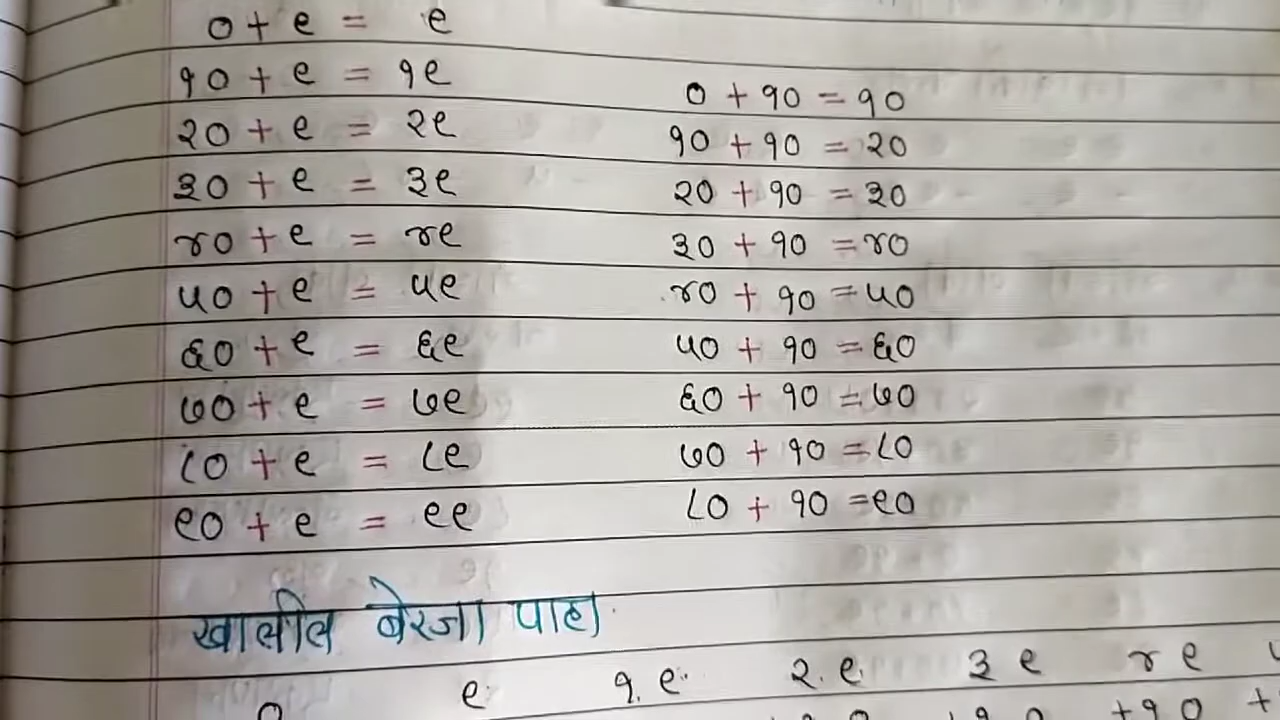 ० + ९ = ९
१० + ९ = १९
२० + ९ = २९
३० + ९ = ३९
४० + ९ = ४९
५० + ९ = ५९
६० + ९ = ६९
७० + ९ = ७९
८० + ९ = ८९
९० + ९ = ९९
० + १० = १०
१० + १० = २०
२० + १० = ३०
३० + १० = ४०
४० + १० = ५०
५० + १० = ६०
६० + १० = ७०
७० + १० = ८०
८० + १० = ९०
खालील बेरजा पाहा
९ १९ २९ ३९ ४९
+१०